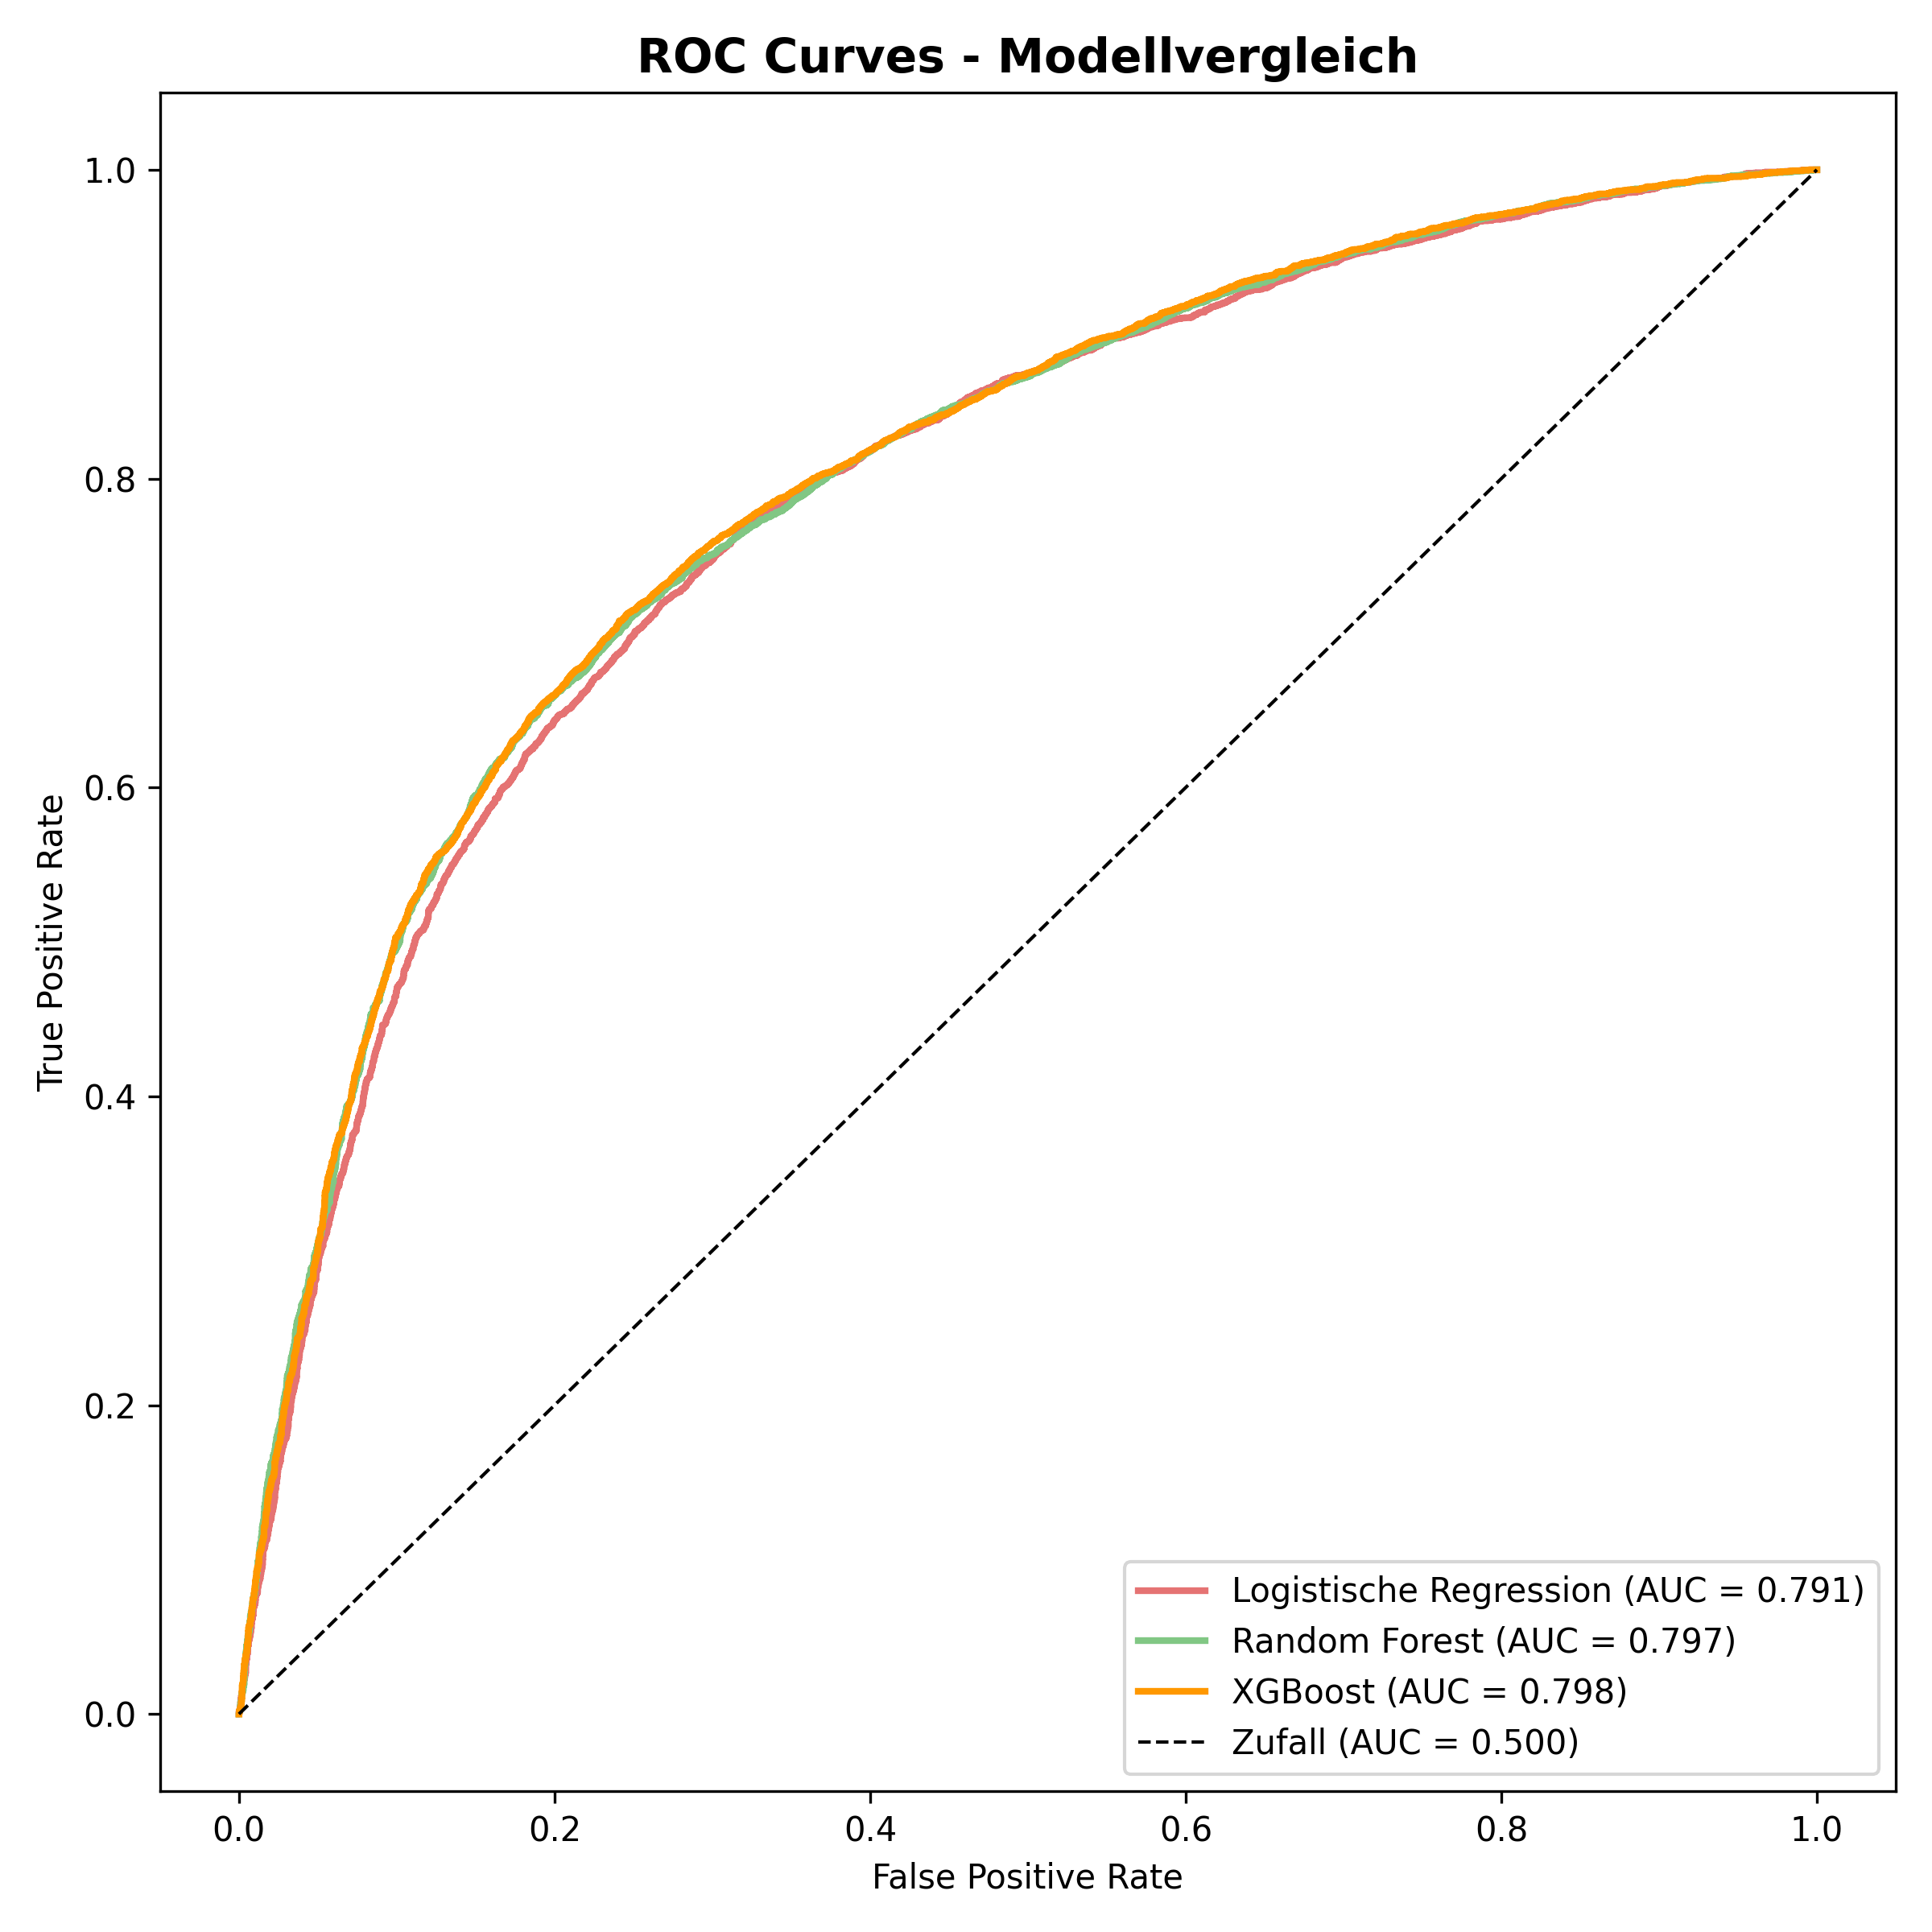 ROC Curves - Modellvergleich
True Positive Rate
1.0
0.8
0.6
0.4
0.2
0.0
Logistische Regression (AUC = 0.791)
Random Forest (AUC = 0.797)
XGBoost (AUC = 0.798)
Zufall (AUC = 0.500)
0.0 0.2 0.4 0.6 0.8 1.0
False Positive Rate